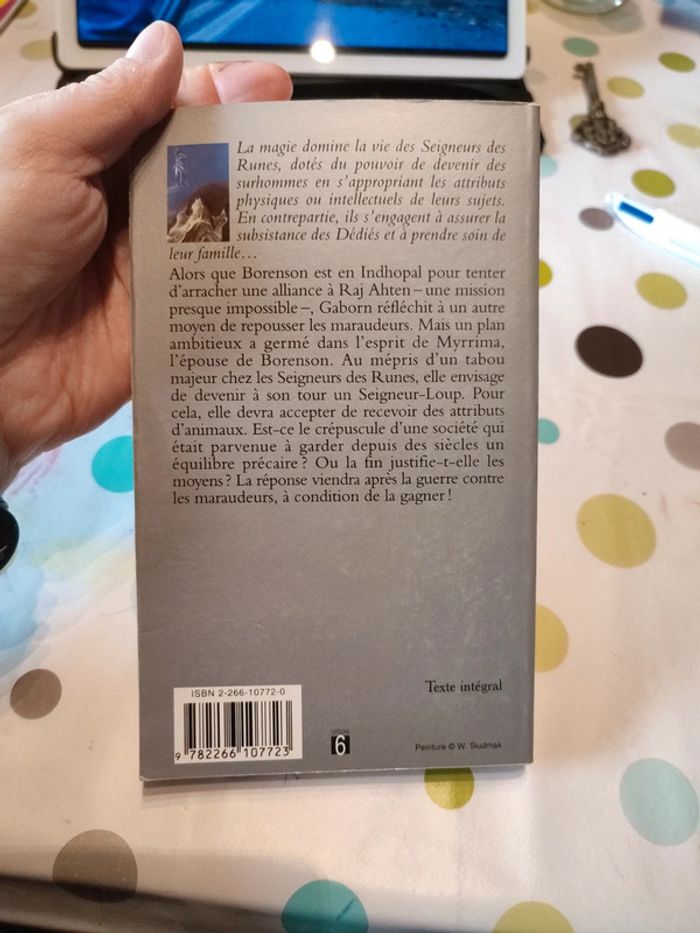 La magie domine la vie des Seigneurs des
Runes, dotés du pouvoir de devenir des
surhommes en s'appropriant les attributs
physiques ou intellectuels de leurs sujets.
En contrepartie, ils s'engagent à assurer la
subsistance des Dédiés et à prendre soin de
leur famille...
Alors que Borenson est en Indhopal pour tenter
d'arracher une alliance à Raj Ahten – une mission
presque impossible –, Gaborn réfléchit à un autre
moyen de repousser les maraudeurs. Mais un plan
ambitieux a germé dans l'esprit de Myrrima,
l'épouse de Borenson. Au mépris d'un tabou
majeur chez les Seigneurs des Runes, elle envisage
de devenir à son tour un Seigneur-Loup. Pour
cela, elle devra accepter de recevoir des attributs
d'animaux. Est-ce le crépuscule d'une société qui
était parvenue à garder depuis des siècles un
équilibre précaire ? Ou la fin justifie-t-elle les
moyens ? La réponse viendra après la guerre contre
les maraudeurs, à condition de la gagner !
Texte intégral
ISBN 2-266-10772-0
9 782266 107723
6
Peinture © W. Siudmak